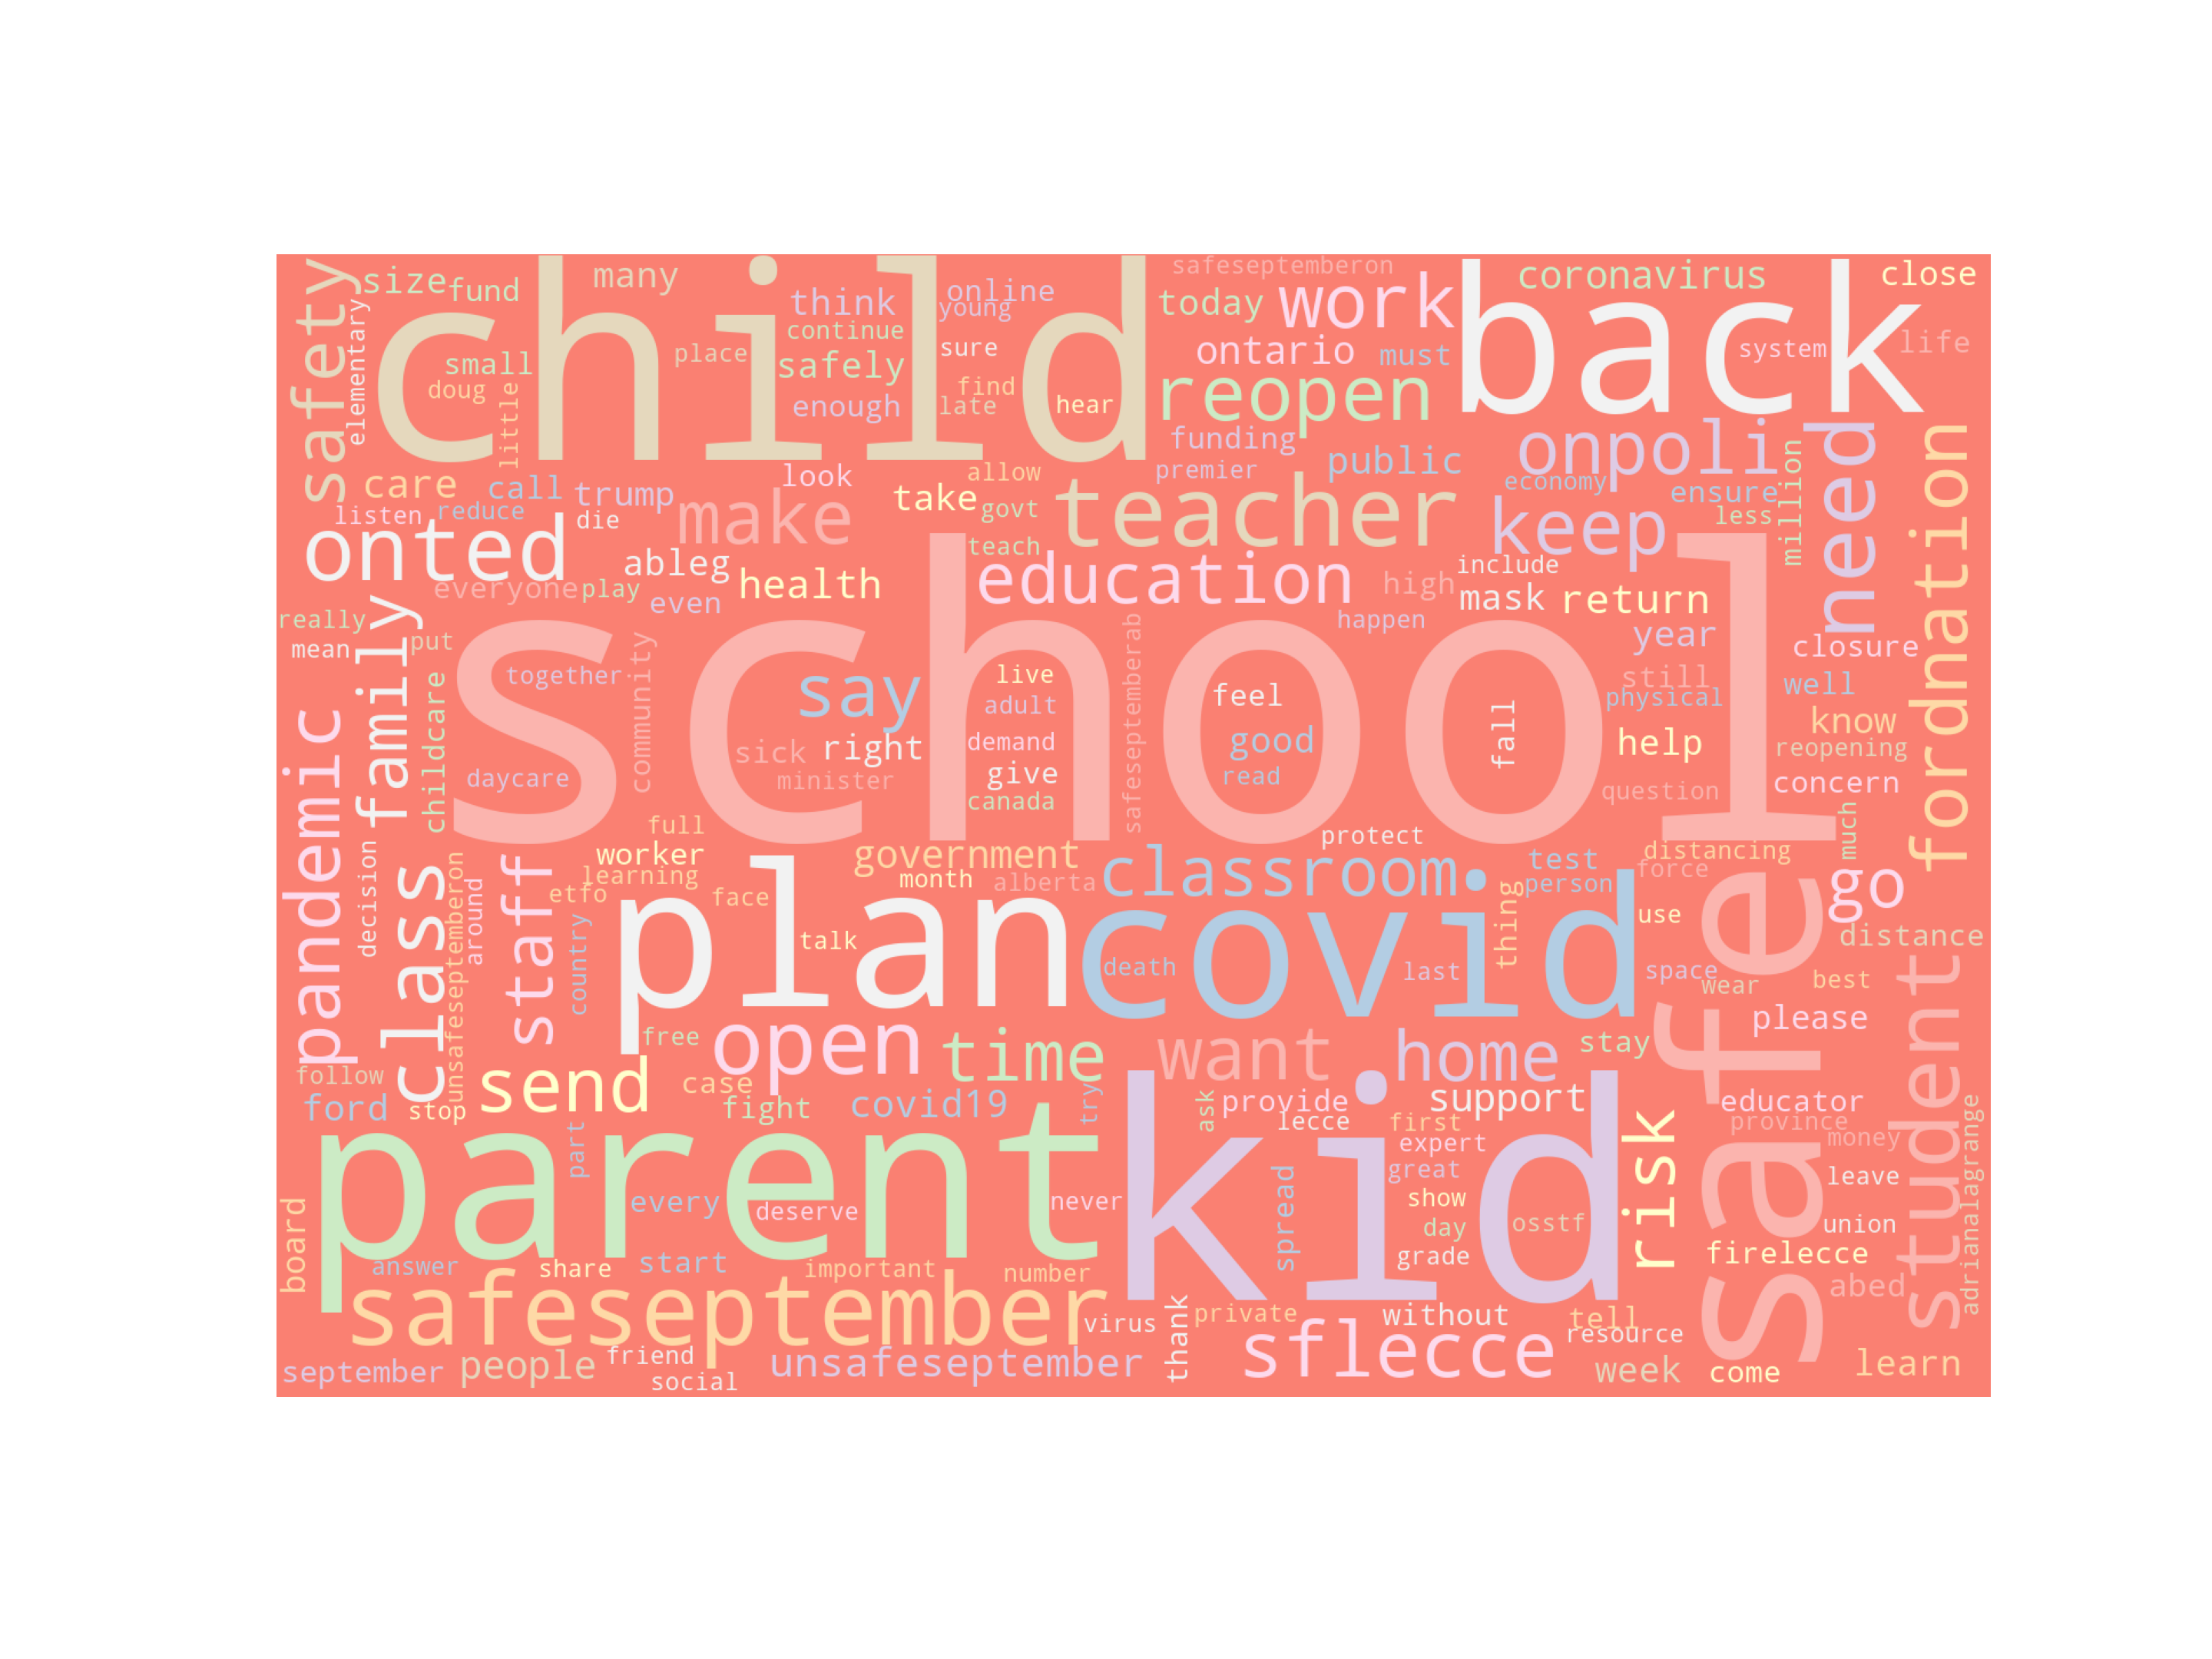 safety
size
fund
many
elementary
child
think
continue
online
young
small
doug
little
place
safely
sure
find
enough
late
hear
safeseptemberon
today
work
ontario
must
reopen
coronavirus
close
back
system
life
care
call
trump
look
allow
funding
premier
public
onpoli
need
economy
ensure
less
million
fordnation
listen
reduce
die
make
take
govt
teacher
keep
onted
ableg
teach
education
include
everyone
play
even
health
high
mask
return
really
mean
put
family
happen
year
closure
school
together
community
say
live
adult
safeseptemberab
feel
still
physical
well
know
fall
pandemic
childcare
daycare
sick
right
demand
good
help
reopening
minister
give
read
canada
question
concern
full
protect
much
decision
class
worker
government
classroom
test
distancing
unsafeseptemberon
around
staff
learning
etfo
face
month
alberta
person
force
go
plan
covid
thing
use
distance
country
talk
death
last
space
wear
best
safe
student
free
open
time
want
home
stay
please
follow
ford
stop
send
case
fight
covid19
try
ask
provide
support
educator
lecce
first
province
money
adrianalagrange
parent
part
kid
expert
great
risk
leave
board
every
deserve
never
spread
show
day
osstf
union
answer
share
start
important
number
grade
firelecce
abed
safeseptember
virus
thank
private
without
tell
resource
september
people
friend
social
unsafeseptember
sflecce
week
come
learn